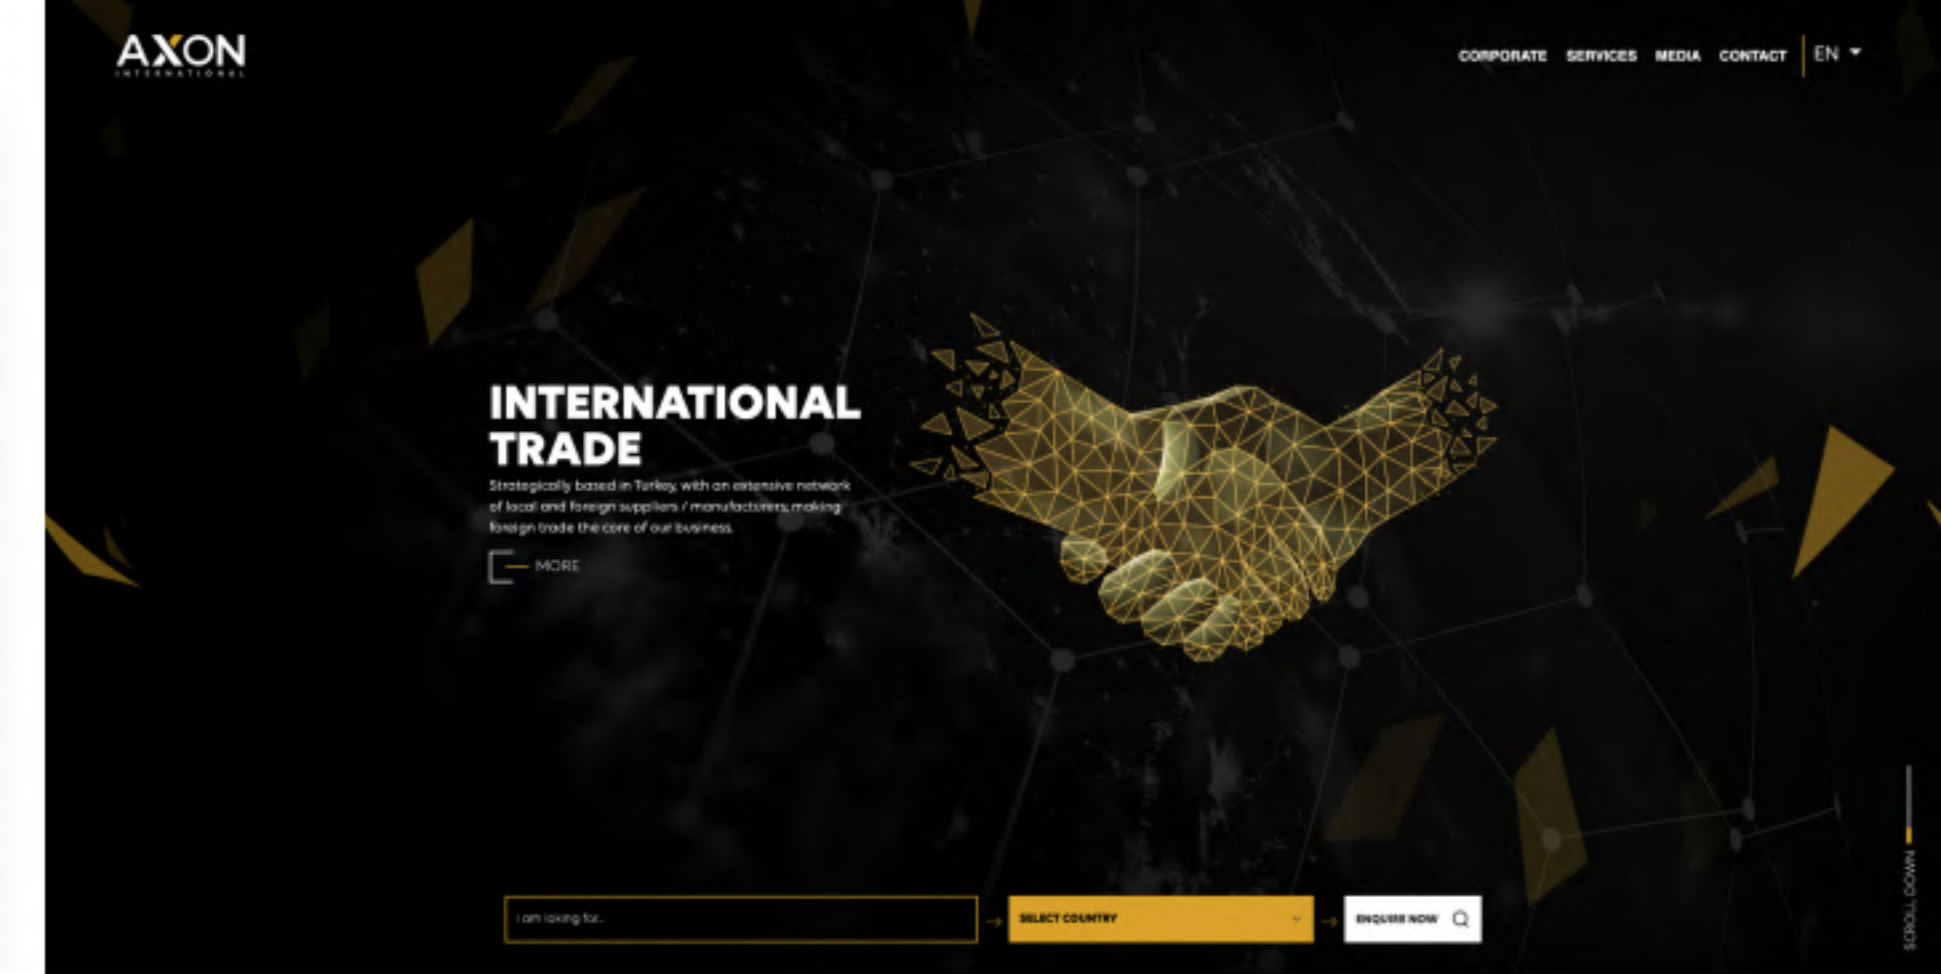 AXON
INTERNATIONAL
CORPORATE SERVICES MEDIA CONTACT EN
INTERNATIONAL
TRADE
Strategically based in Turkey, with an extensive network
of local and foreign suppliers / manufacturers; making
foreign trade the core of our business.
MORE
I am loking for..
SELECT COUNTRY
ENQUIRE NOW
SCROLL DOWN